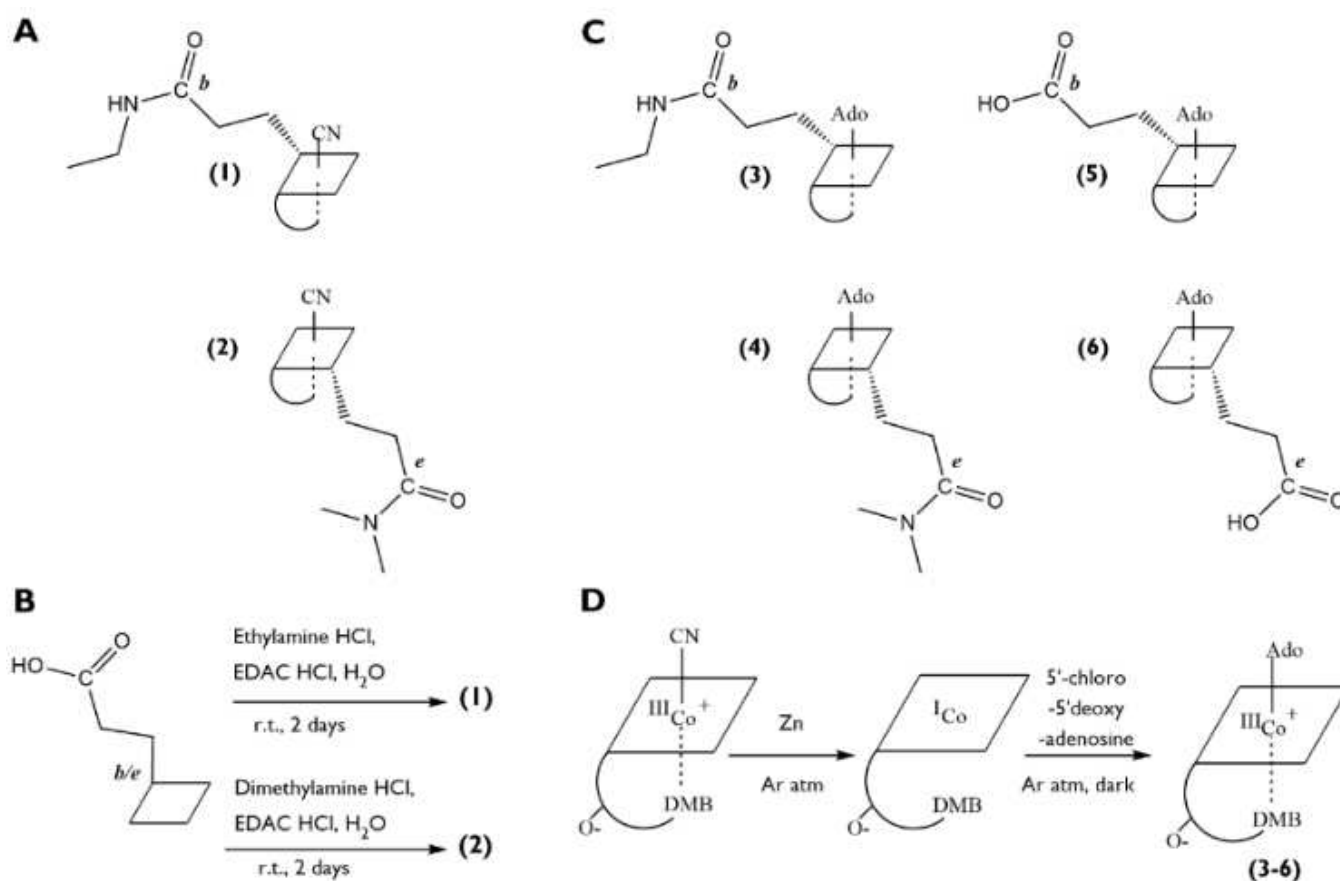 A
O
C
b
HN
CN
(1)
CN
(2)
e
C
O
N
C
O
C
b
HN
Ado
(3)
O
C
b
HO
Ado
(5)
Ado
(4)
e
C
O
N
Ado
(6)
e
C
O
HO
B
O
HO
C
b/e
Ethylamine HCl,
EDAC HCl, H2O
r.t., 2 days
(1)
Dimethylamine HCl,
EDAC HCl, H2O
r.t., 2 days
(2)
D
CN
IIICo+
DMB
O-
Zn
Ar atm
ICo
DMB
O-
5'-chloro
-5'deoxy
-adenosine
Ar atm, dark
Ado
IIICo+
DMB
O-
(3-6)